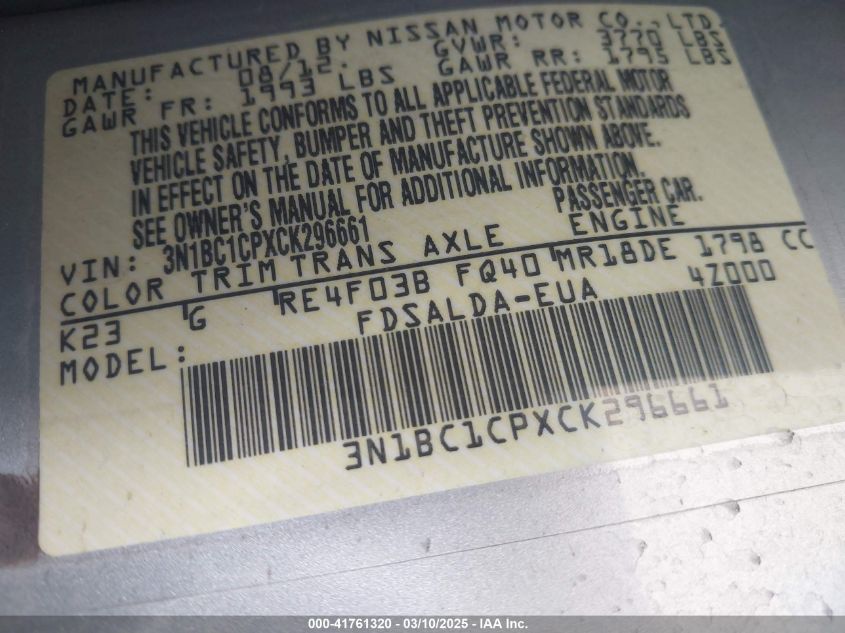 MANUFACTURED BY NISSAN MOTOR CO., LTD.
DATE: 08/12. GVWR: 3770 LBS
GAWR FR: 1993 LBS GAWR RR: 1795 LBS
THIS VEHICLE CONFORMS TO ALL APPLICABLE FEDERAL MOTOR
VEHICLE SAFETY, BUMPER AND THEFT PREVENTION STANDARDS
IN EFFECT ON THE DATE OF MANUFACTURE SHOWN ABOVE.
SEE OWNER'S MANUAL FOR ADDITIONAL INFORMATION.
VIN: 3N1BC1CPXCK296661 PASSENGER CAR.
COLOR TRIM TRANS AXLE ENGINE
K23 G RE4F03B FQ40 MR18DE 1798 CC
MODEL: FDSALDA-EUA 4Z000
3N1BC1CPXCK296661
000-41761320 — 03/10/2025 — IAA Inc.